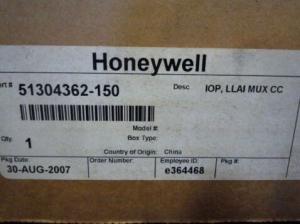 Honeywell
art # 51304362-150 Desc IOP, LLAI MUX CC
Model #:
Qty. 1 Box Type:
Country of Origin: China
Pkg Date: Order Number: Employee ID: Pkg #:
30-AUG-2007 e364468